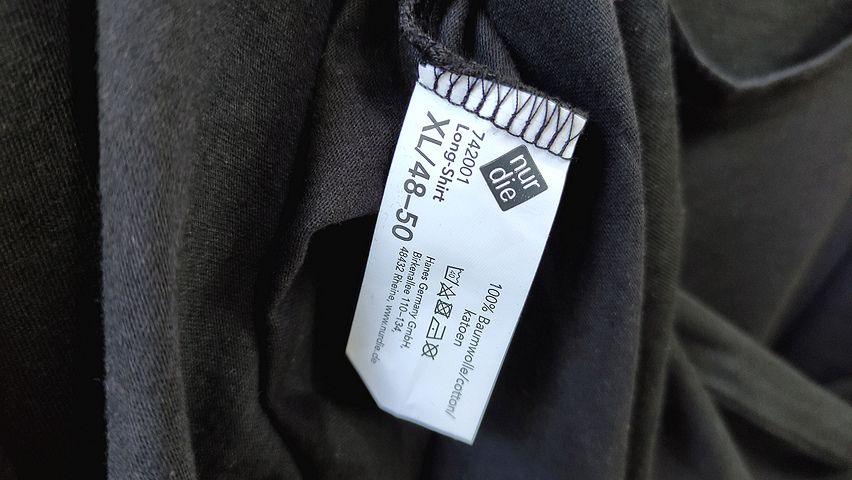 nur
die
742001
Long-Shirt
XL/48-50
100% Baumwolle/cotton/
katoen
40
Hanes Germany GmbH,
Birkenallee 110-134,
48432 Rheine, www.nurdie.de